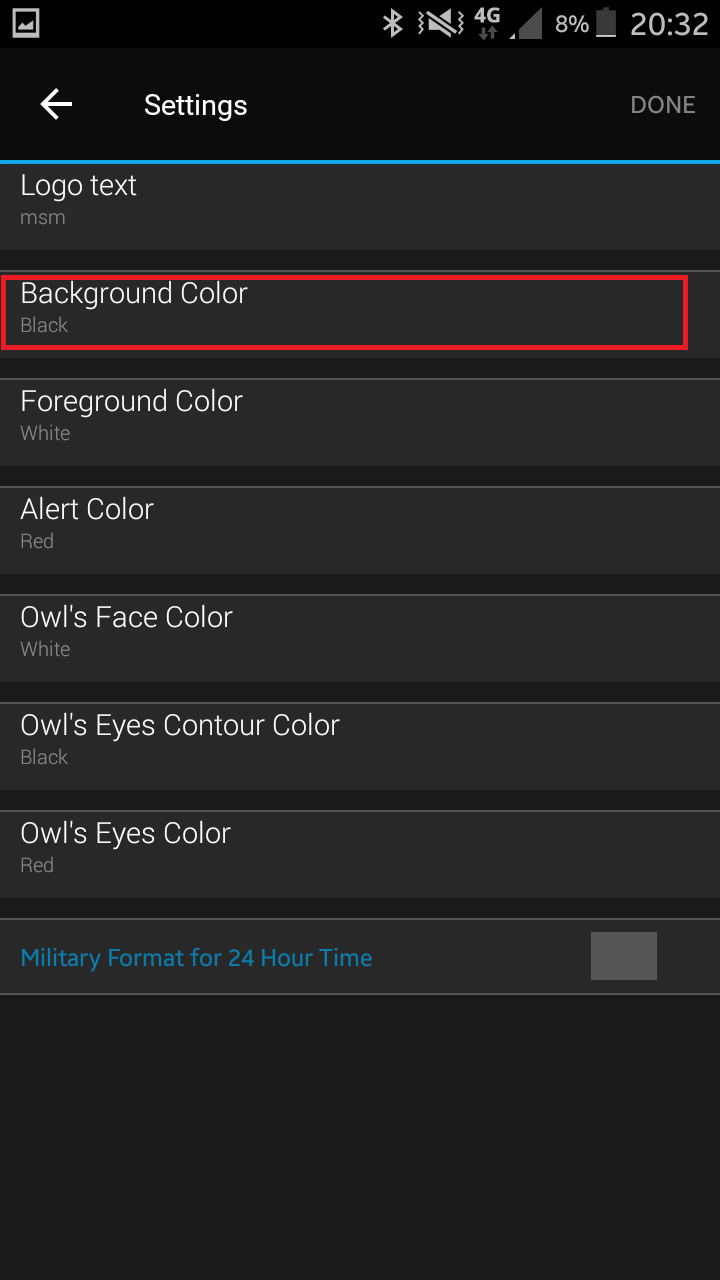 4G 8% 20:32
Settings DONE
Logo text
msm
Background Color
Black
Foreground Color
White
Alert Color
Red
Owl's Face Color
White
Owl's Eyes Contour Color
Black
Owl's Eyes Color
Red
Military Format for 24 Hour Time